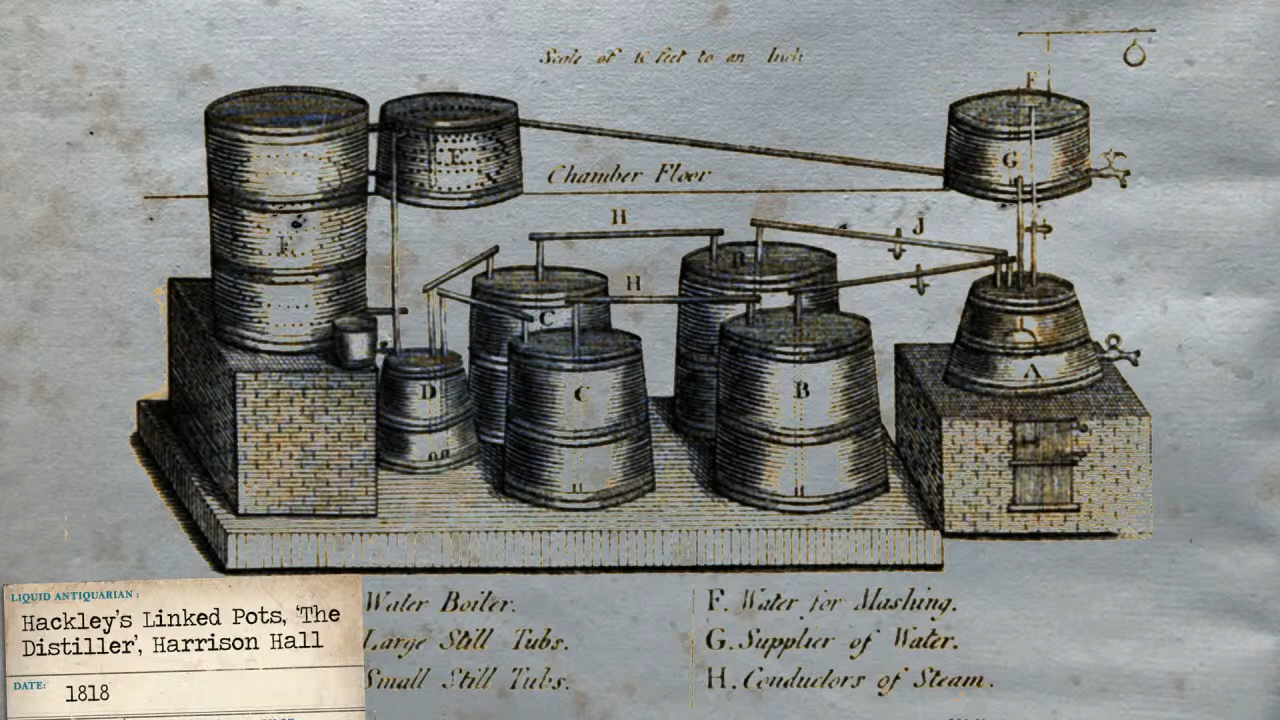 Scale of 16 feet to an Inch
F
E
G
Chamber Floor
H
J
E
B
H
C
D
C
B
A
LIQUID ANTIQUARIAN :
Hackley's Linked Pots, 'The
Distiller', Harrison Hall
DATE:
1818
Water Boiler.
Large Still Tubs.
Small Still Tubs.
F. Water for Mashing.
G. Supplier of Water.
H. Conductors of Steam.